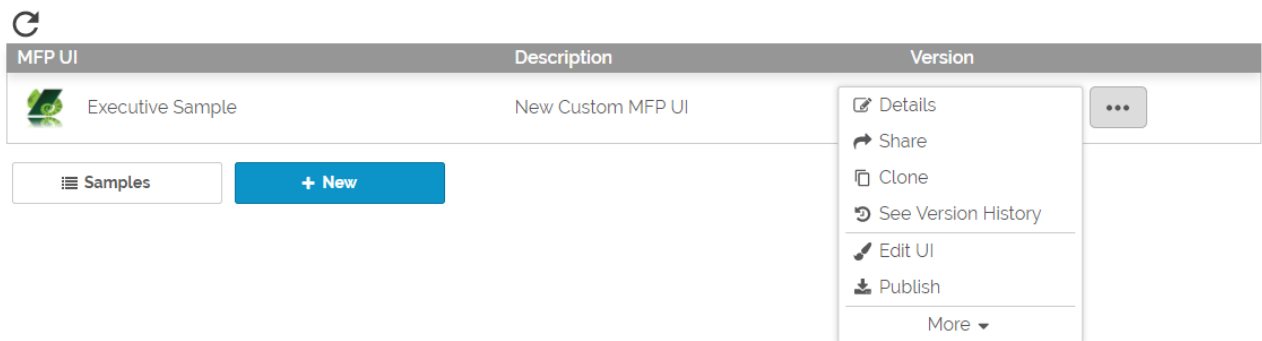 MFP UI Description Version
Executive Sample New Custom MFP UI
Details
Share
Clone
See Version History
Edit UI
Publish
More
Samples + New